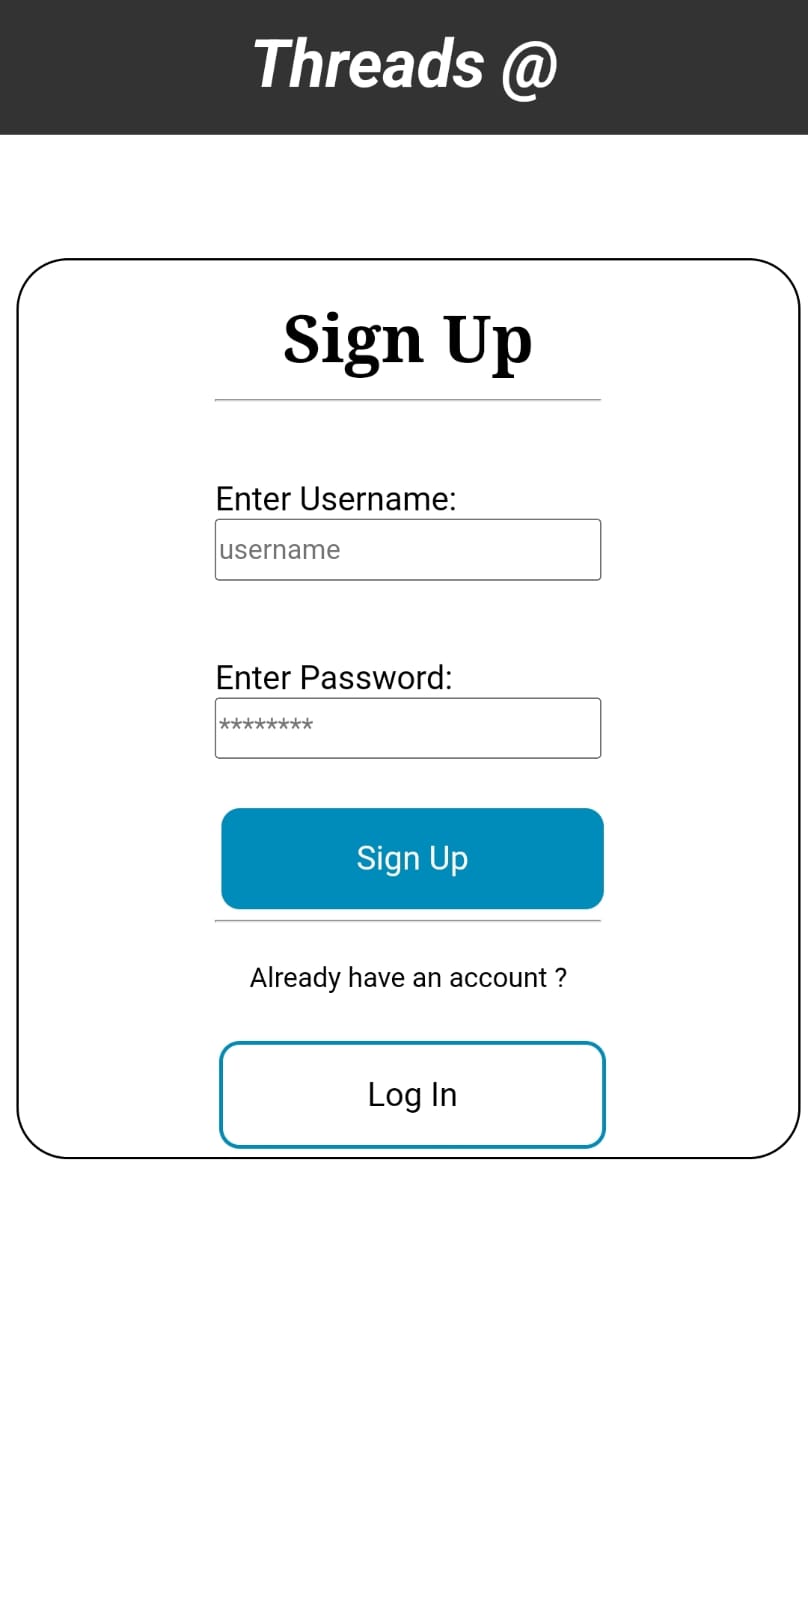 Threads @
Sign Up
Enter Username:
username
Enter Password:
********
Sign Up
Already have an account ?
Log In